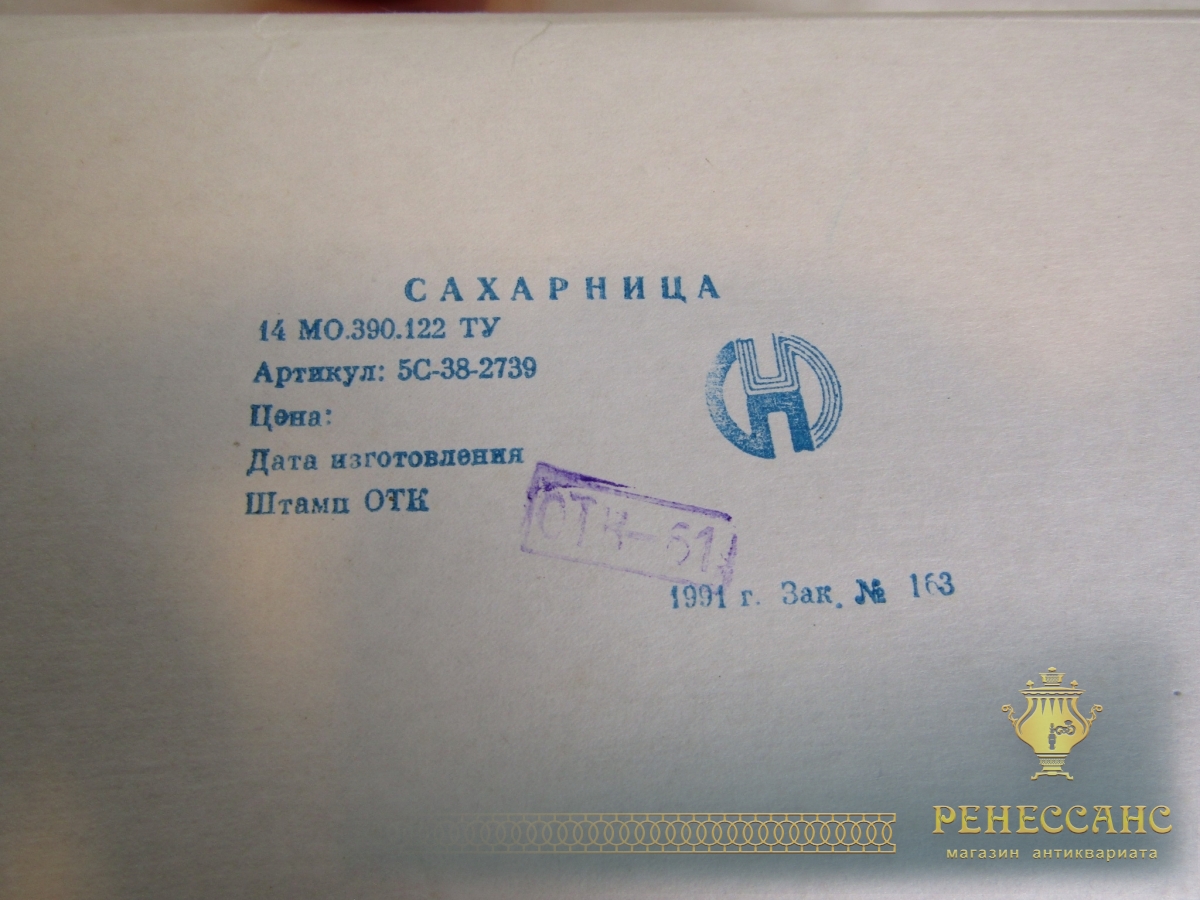 САХАРНИЦА
14 МО.390.122 ТУ
Артикул: 5С-38-2739
Цена:
Дата изготовления
Штамп ОТК
ОТК-61
1991 г. Зак. № 163
РЕНЕССАНС
магазин антиквариата